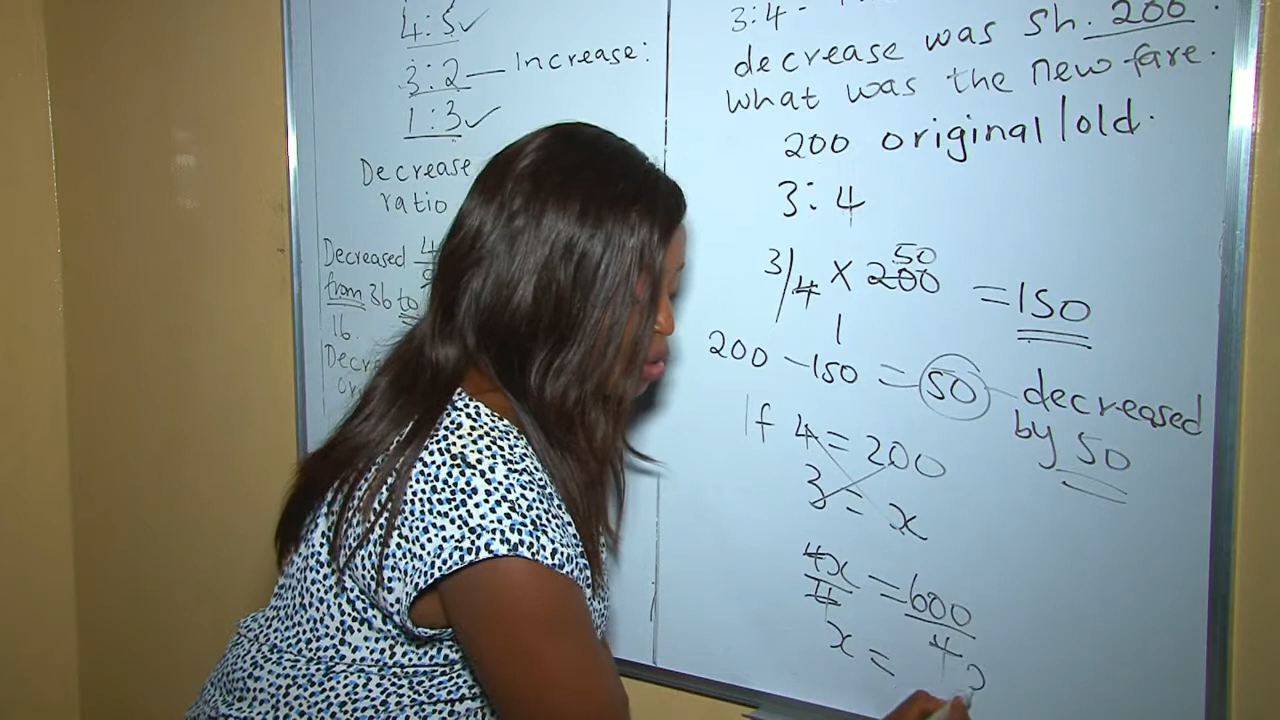 4:5✓
3:2 — Increase:
1:3✓
Decrease
ratio
Decreased 4
from 36 to
16.
Decre
3:4
decrease was Sh. 200.
what was the new fare.
200 original/old.
3:4
3/4 × 200 = 150
50
1
200 - 150 = 50 - decreased
by 50
If 4 = 200
3 = x
4x = 600
4 4
x =